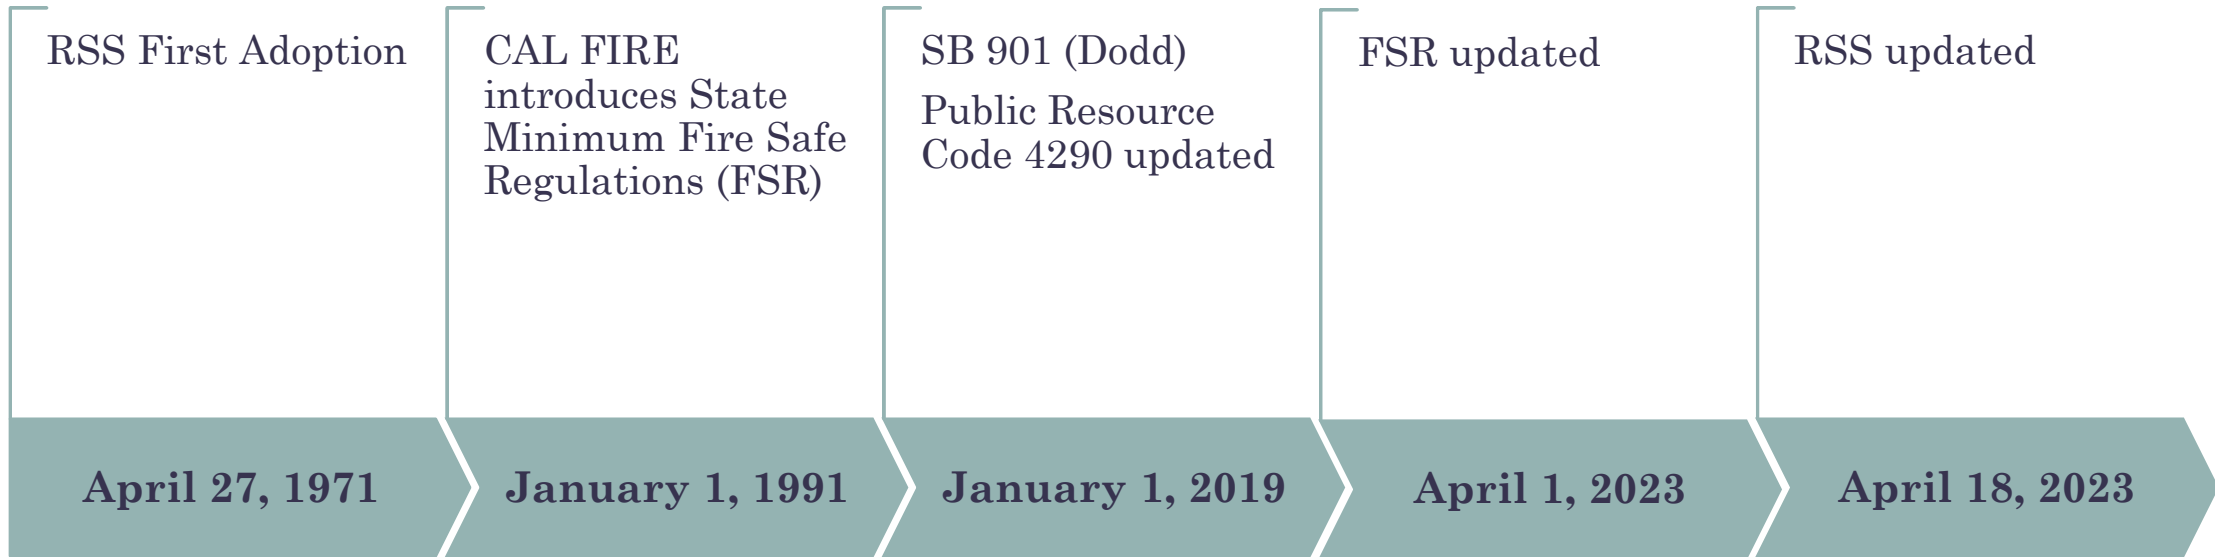 RSS First Adoption
CAL FIRE
introduces State
Minimum Fire Safe
Regulations (FSR)
SB 901 (Dodd)
Public Resource
Code 4290 updated
FSR updated
RSS updated
April 27, 1971
January 1, 1991
January 1, 2019
April 1, 2023
April 18, 2023